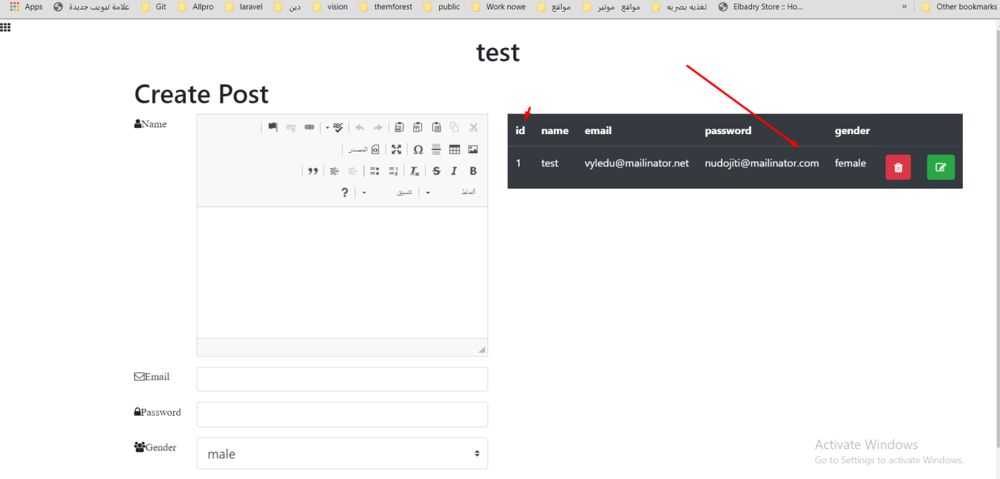 Apps علامة تبويب جديدة Git Allpro laravel دين vision themforest public Work nowe مواقع مواقع موتير تغذيه بصريه Elbadry Store :: Ho... » Other bookmarks
test
Create Post
Name
ABC
المصدر
Ω
" S I B
? تنسيق أنماط
id name email password gender
1 test vyledu@mailinator.net nudojiti@mailinator.com female
Email
Password
Gender male
Activate Windows
Go to Settings to activate Windows.